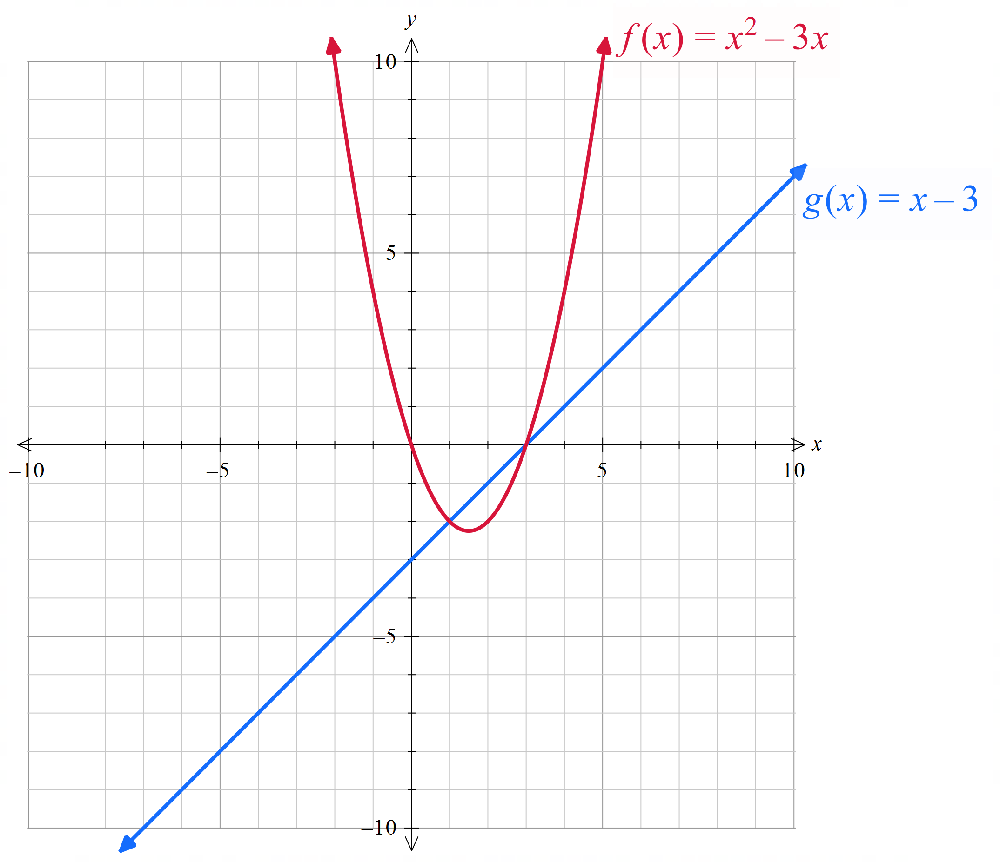 y
f(x) = x² – 3x
10
g(x) = x – 3
5
x
–10 –5 5 10
–5
–10